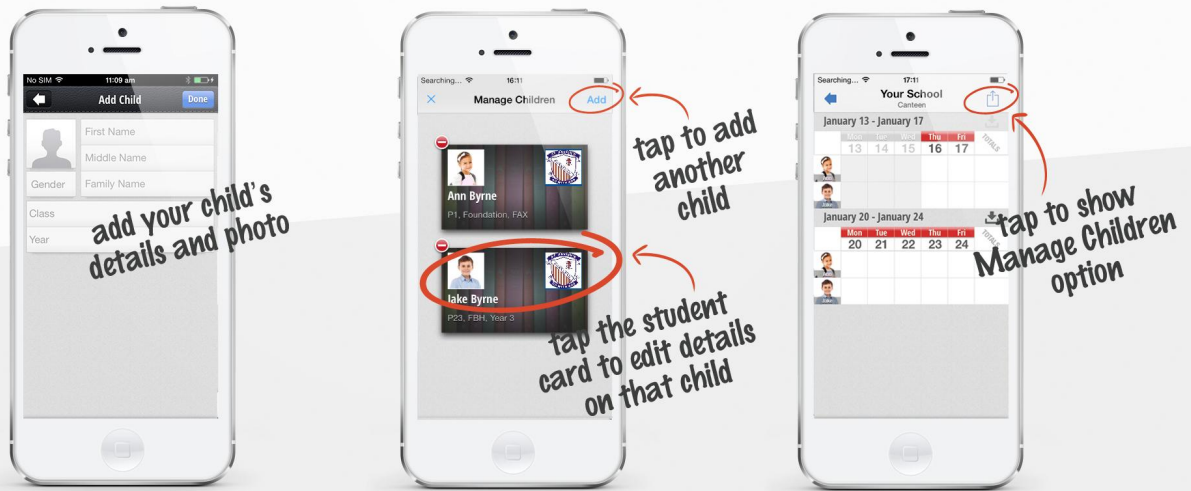 No SIM 11:09 am
Add Child Done
First Name
Middle Name
Gender Family Name
Class
Year
add your child's
details and photo
Searching... 16:11
Manage Children Add
Ann Byrne
P1, Foundation, FAX
Jake Byrne
P23, FBH, Year 3
tap to add
another
child
tap the student
card to edit details
on that child
Searching... 17:11
Your School
Canteen
January 13 - January 17
Mon Tue Wed Thu Fri TOTALS
13 14 15 16 17
Jake
January 20 - January 24
Mon Tue Wed Thu Fri TOTALS
20 21 22 23 24
Jake
tap to show
Manage Children
option